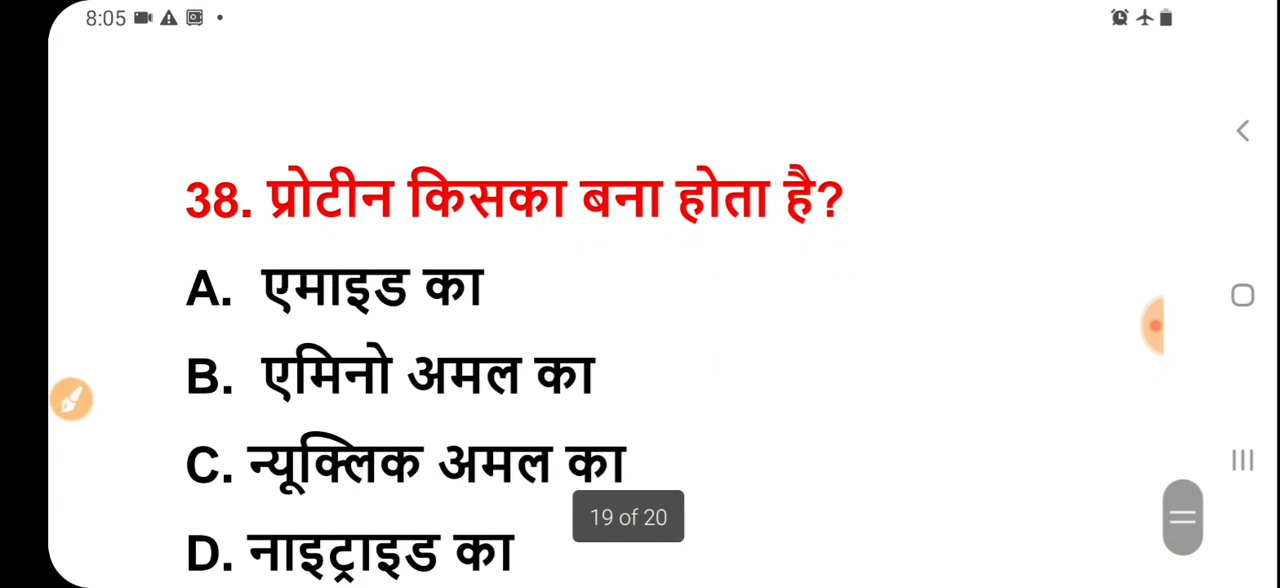 8:05
38. प्रोटीन किसका बना होता है?
A. एमाइड का
B. एमिनो अमल का
C. न्यूक्लिक अमल का
19 of 20
D. नाइट्राइड का